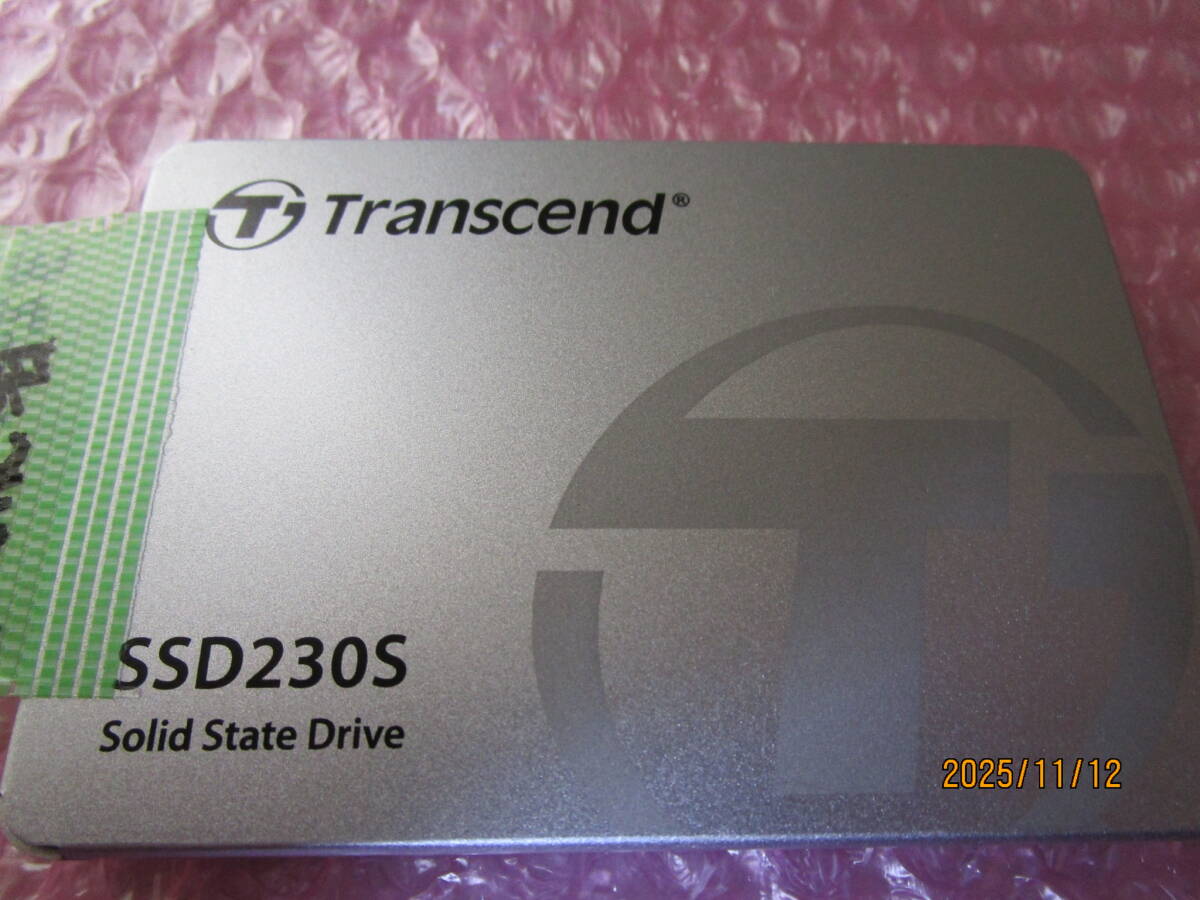 Transcend®
SSD230S
Solid State Drive
2025/11/12